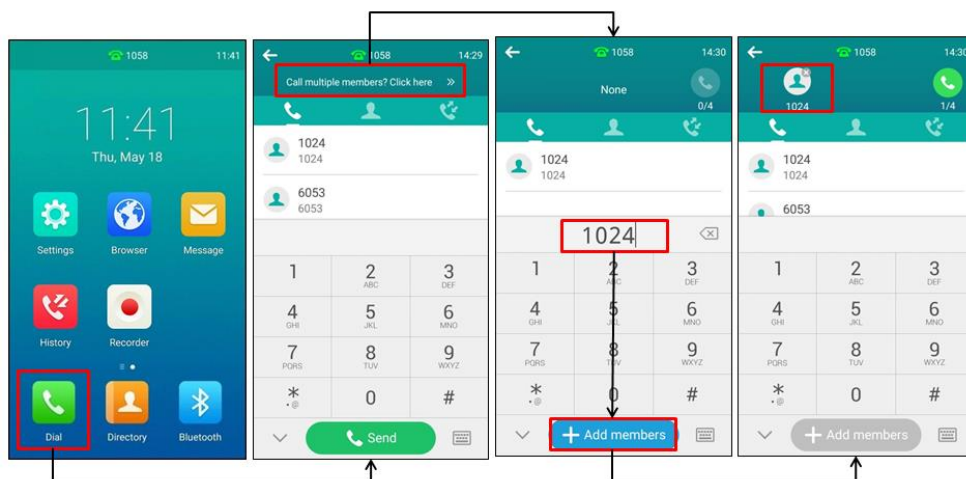 1058 11:41
11:41
Thu, May 18
Settings Browser Message
History Recorder
Dial Directory Bluetooth
1058 14:29
Call multiple members? Click here »
1024
1024
6053
6053
1 2 3
ABC DEF
4 5 6
GHI JKL MNO
7 8 9
PQRS TUV WXYZ
* 0 #
. @
Send
1058 14:30
None
0/4
1024
1024
1024
1 2 3
ABC DEF
4 5 6
GHI JKL MNO
7 8 9
PQRS TUV WXYZ
* 0 #
. @
+ Add members
1058 14:30
1024 1/4
1024
1024
6053
1 2 3
ABC DEF
4 5 6
GHI JKL MNO
7 8 9
PQRS TUV WXYZ
* 0 #
. @
+ Add members